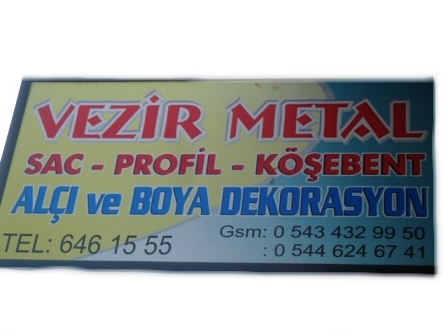 VEZİR METAL
SAC - PROFİL - KÖŞEBENT
ALÇI ve BOYA DEKORASYON
TEL: 646 15 55
Gsm: 0 543 432 99 50
: 0 544 624 67 41